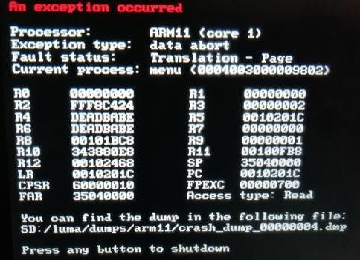 An exception occurred
Processor: ARM11 (core 1)
Exception type: data abort
Fault status: Translation - Page
Current process: menu (0004003000009802)
R0 00000000 R1 00000000
R2 FFF8C424 R3 00000002
R4 DEADBABE R5 0010201C
R6 DEADBABE R7 00000000
R8 00101BC8 R9 00000001
R10 R11 00100FF8
R12 00102468 SP 35040000
LR 0010201C PC 0010201C
CPSR 60000010 FPEXC 00000700
FAR 35040000 Access type: Read
You can find the dump in the following file:
SD:/luma/dumps/arm11/crash_dump_00000004.dmp
Press any button to shutdown